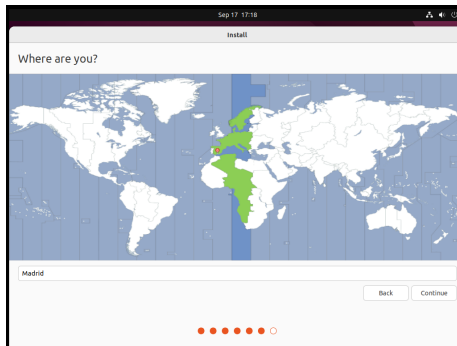 Sep 17 17:18
Install
Where are you?
Madrid
Back
Continue